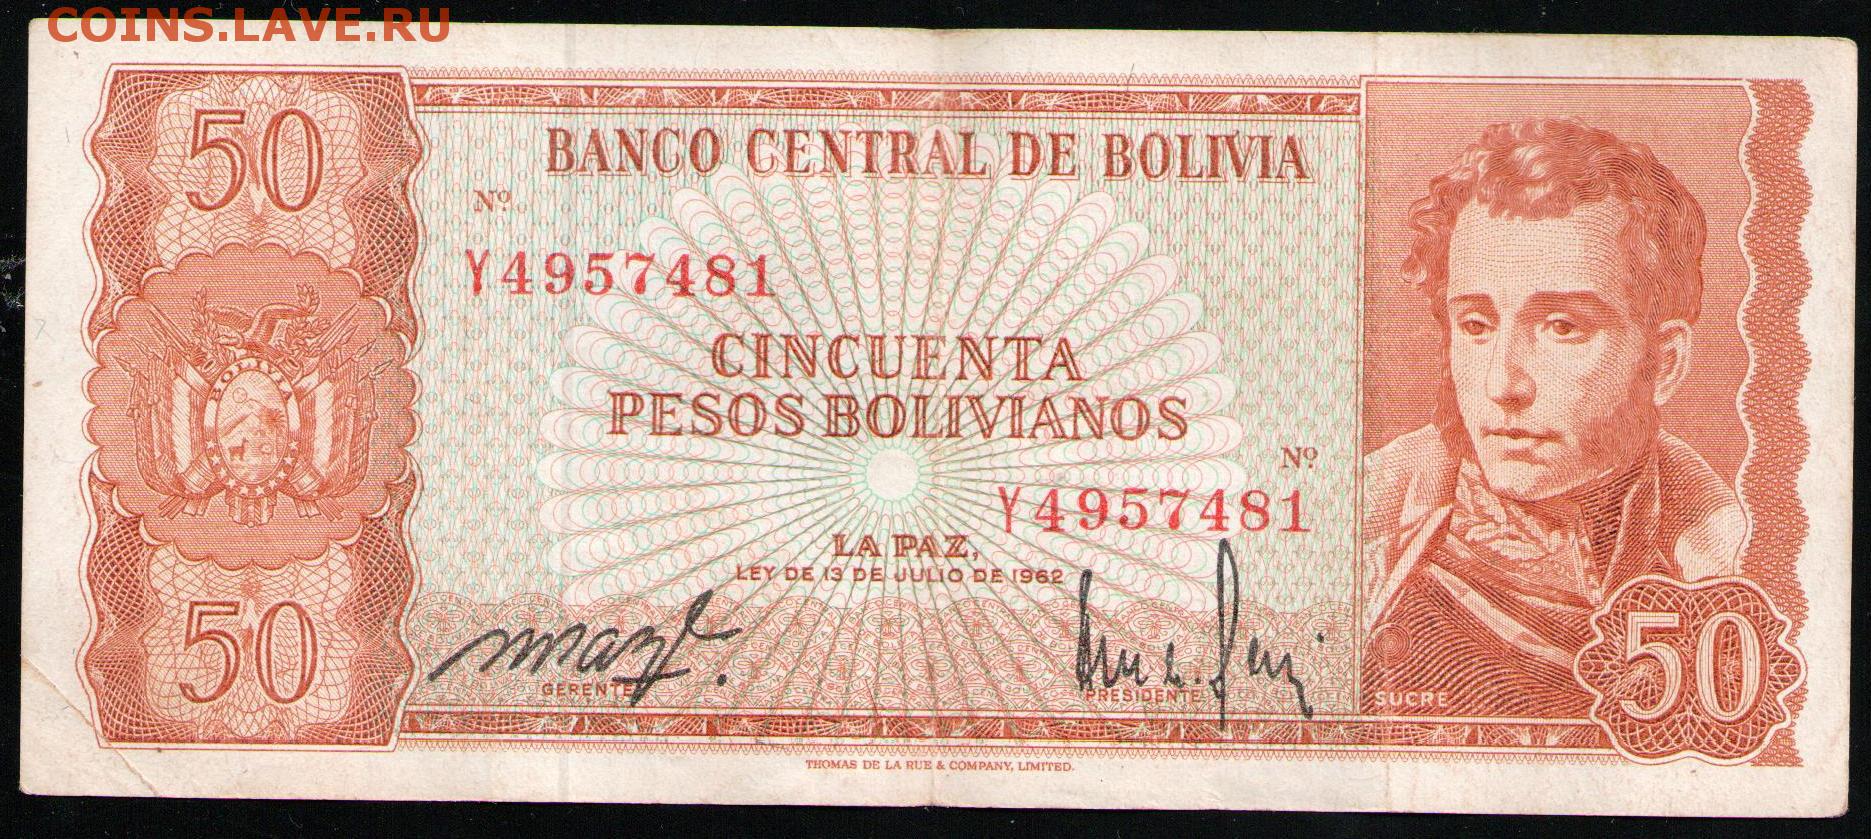 COINS.LAVE.RU
50
BANCO CENTRAL DE BOLIVIA
Nº
Y4957481
CINCUENTA
PESOS BOLIVIANOS
BOLIVIA
Nº
Y4957481
LA PAZ,
LEY DE 13 DE JULIO DE 1962
50
GERENTE
PRESIDENTE
SUCRE
50
THOMAS DE LA RUE & COMPANY, LIMITED.